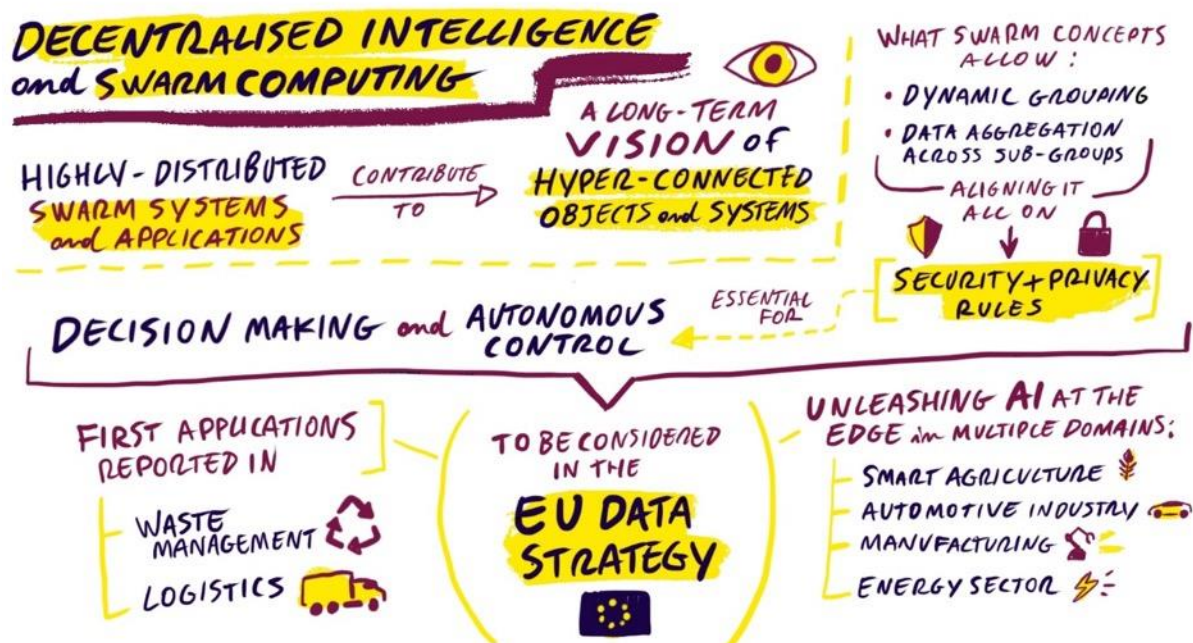 DECENTRALISED INTELLIGENCE
and SWARM COMPUTING
HIGHLY-DISTRIBUTED
SWARM SYSTEMS
and APPLICATIONS
CONTRIBUTE
TO
A LONG-TERM
VISION OF
HYPER-CONNECTED
OBJECTS and SYSTEMS
WHAT SWARM CONCEPTS
ALLOW:
• DYNAMIC GROUPING
• DATA AGGREGATION
ACROSS SUB-GROUPS
ALIGNING IT
ALL ON
SECURITY + PRIVACY
RULES
ESSENTIAL
FOR
DECISION MAKING and AUTONOMOUS
CONTROL
FIRST APPLICATIONS
REPORTED IN
WASTE
MANAGEMENT
LOGISTICS
TO BE CONSIDERED
IN THE
EU DATA
STRATEGY
UNLEASHING AI AT THE
EDGE in MULTIPLE DOMAINS:
SMART AGRICULTURE
AUTOMOTIVE INDUSTRY
MANUFACTURING
ENERGY SECTOR